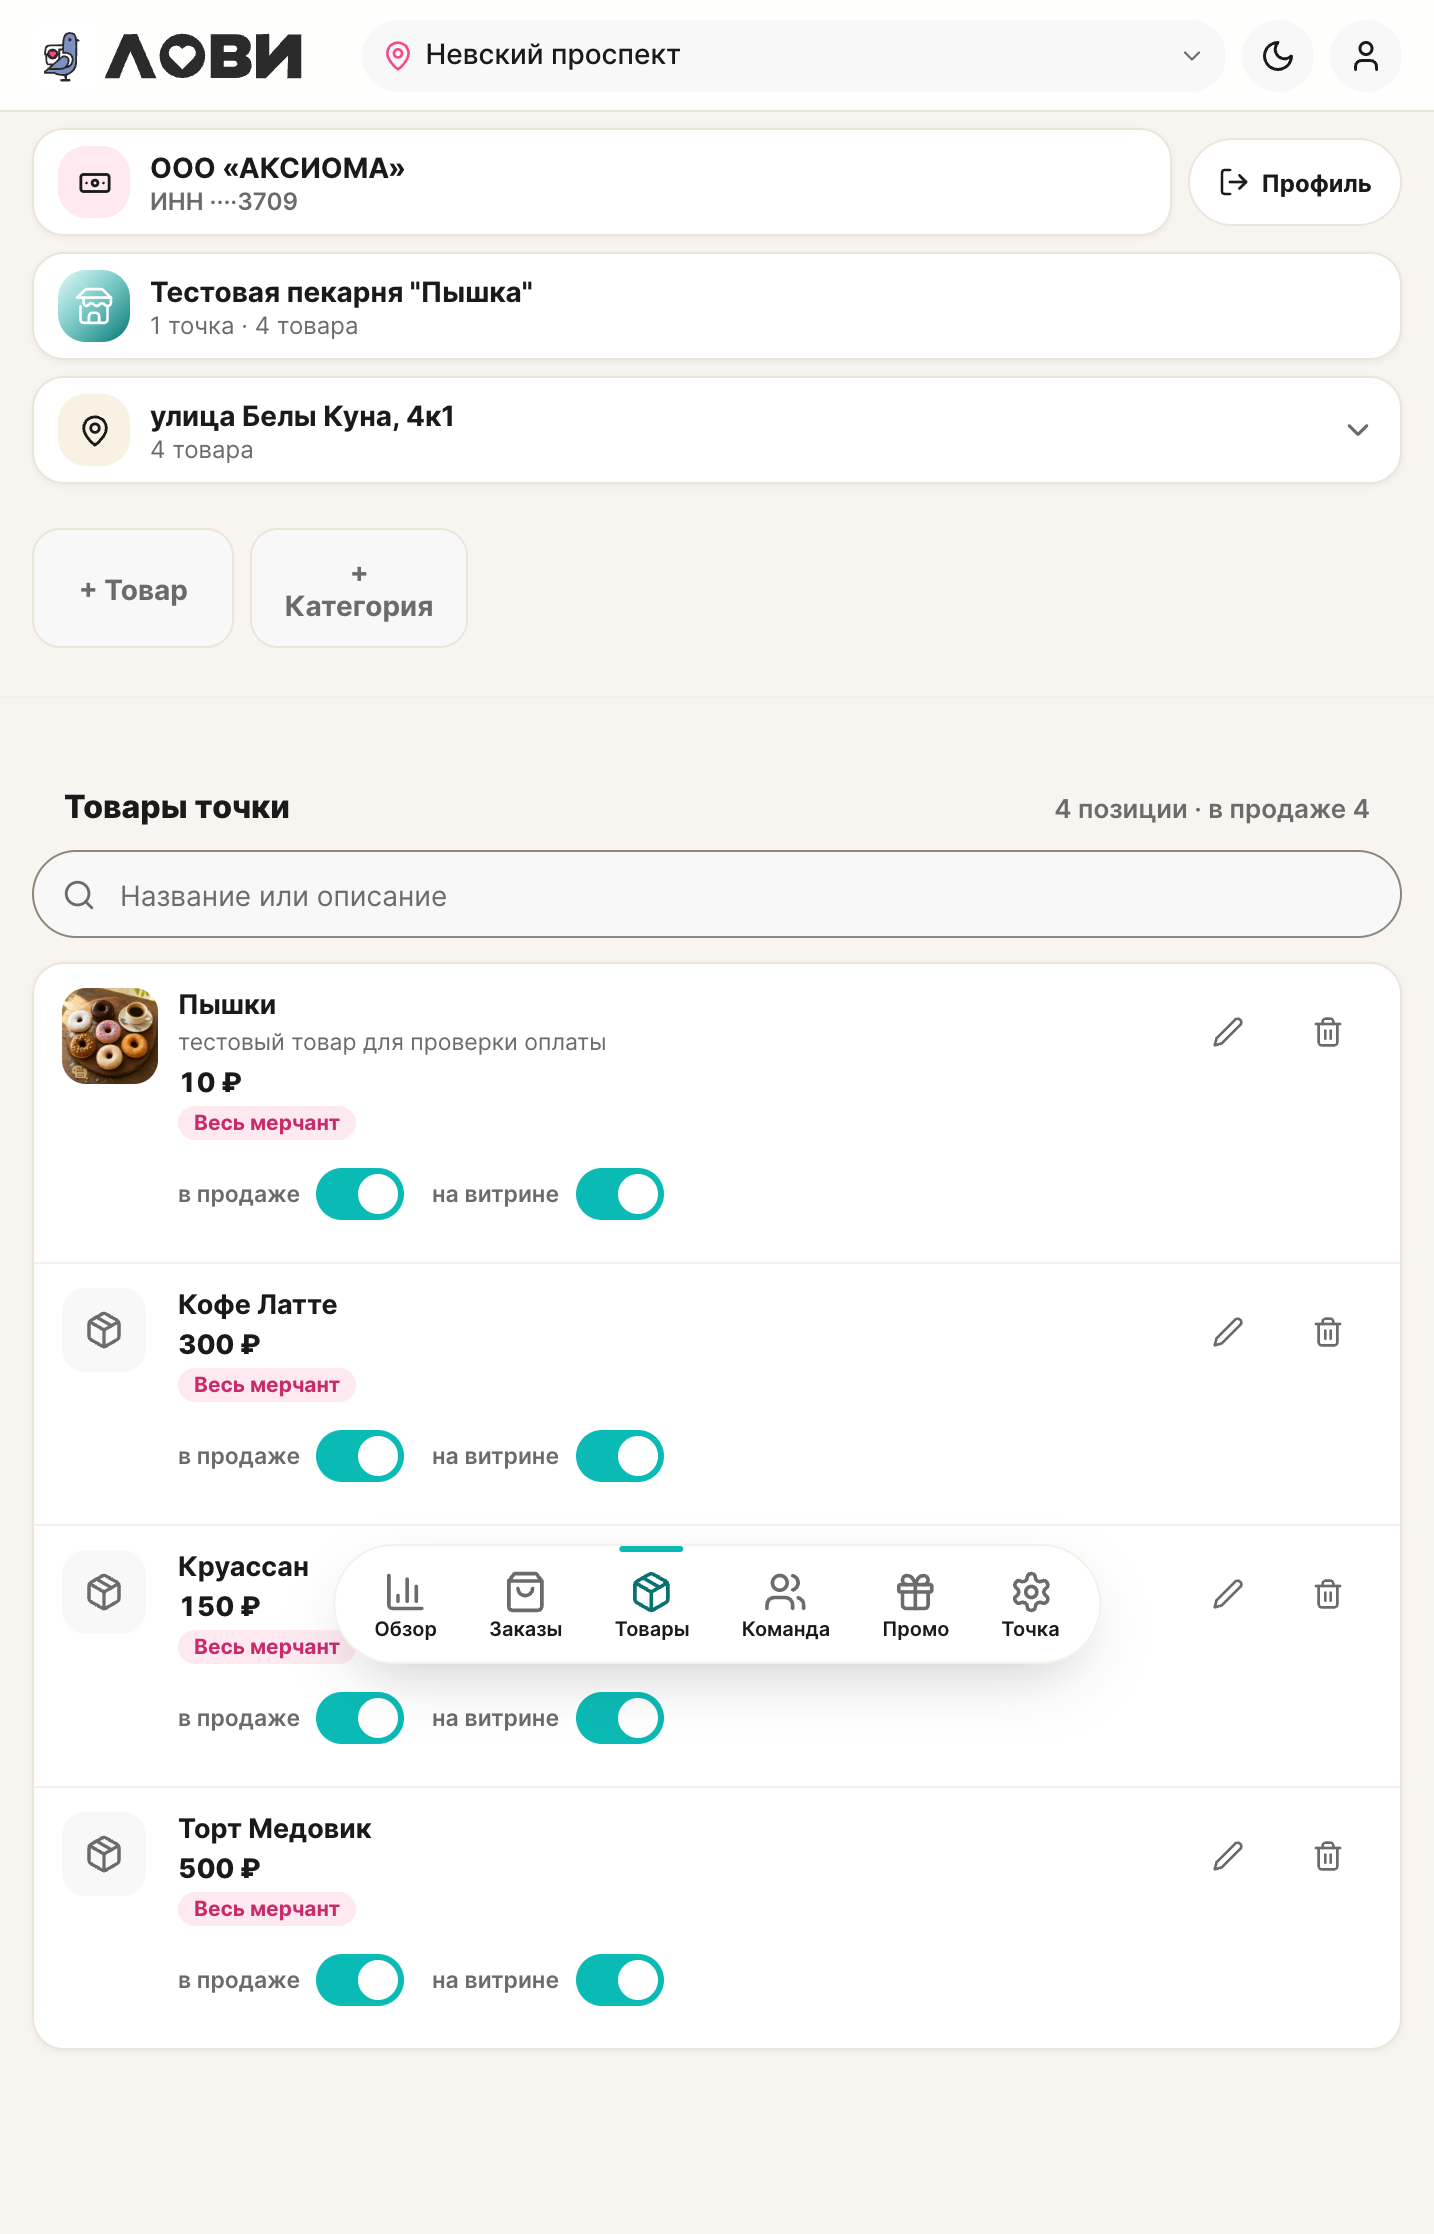 ЛОВИ
Невский проспект
ООО «АКСИОМА»
ИНН ····3709
Профиль
Тестовая пекарня "Пышка"
1 точка · 4 товара
улица Белы Куна, 4к1
4 товара
+ Товар
+
Категория
Товары точки
4 позиции · в продаже 4
Название или описание
Пышки
тестовый товар для проверки оплаты
10 ₽
Весь мерчант
в продаже на витрине
Кофе Латте
300 ₽
Весь мерчант
в продаже на витрине
Круассан
150 ₽
Весь мерчант
Обзор Заказы Товары Команда Промо Точка
в продаже на витрине
Торт Медовик
500 ₽
Весь мерчант
в продаже на витрине